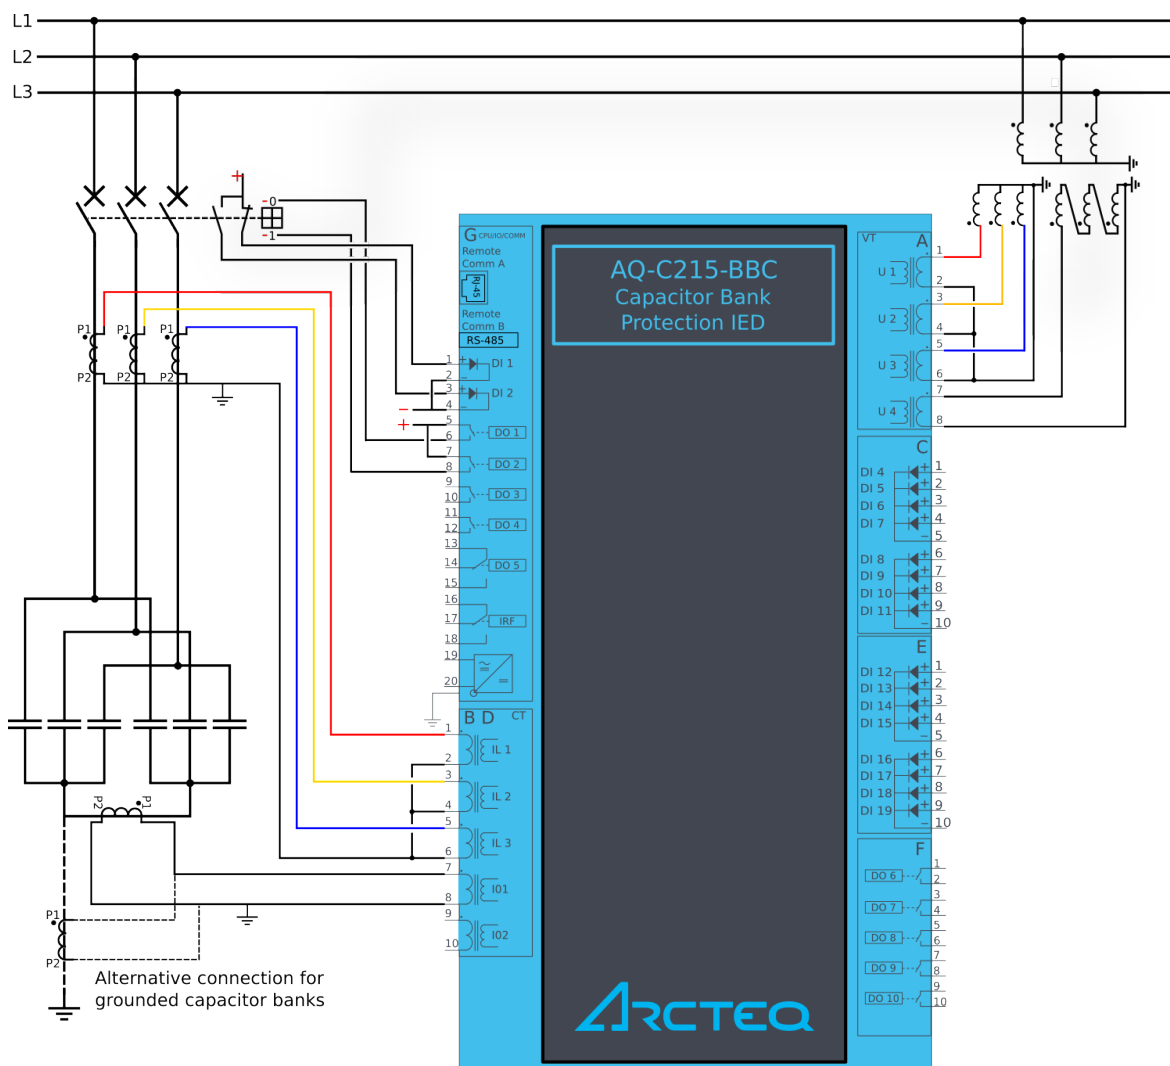 L1
L2
L3
+
-0
-1
P1
P1
P1
P2
P2
P2
G CPU/IO/COMM
Remote
Comm A
RJ-45
Remote
Comm B
RS-485
1 + DI 1
2 -
3 + DI 2
- 4 -
+ 5
6 DO 1
7
8 DO 2
9
10 DO 3
11
12 DO 4
13
14 DO 5
15
16
17 IRF
18
19
20
B D CT
1
IL 1
2
3
IL 2
4
5
IL 3
6
7
I01
8
9
I02
10
AQ-C215-BBC
Capacitor Bank
Protection IED
ARCTEQ
VT A
1
U 1
2
3
U 2
4
5
U 3
6
7
U 4
8
C
DI 4 + 1
DI 5 + 2
DI 6 + 3
DI 7 + 4
- 5
DI 8 + 6
DI 9 + 7
DI 10 + 8
DI 11 + 9
- 10
E
DI 12 + 1
DI 13 + 2
DI 14 + 3
DI 15 + 4
- 5
DI 16 + 6
DI 17 + 7
DI 18 + 8
DI 19 + 9
- 10
F
1
DO 6 2
3
DO 7 4
5
DO 8 6
7
DO 9 8
9
DO 10 10
P2 P1
P1
P2
Alternative connection for
grounded capacitor banks